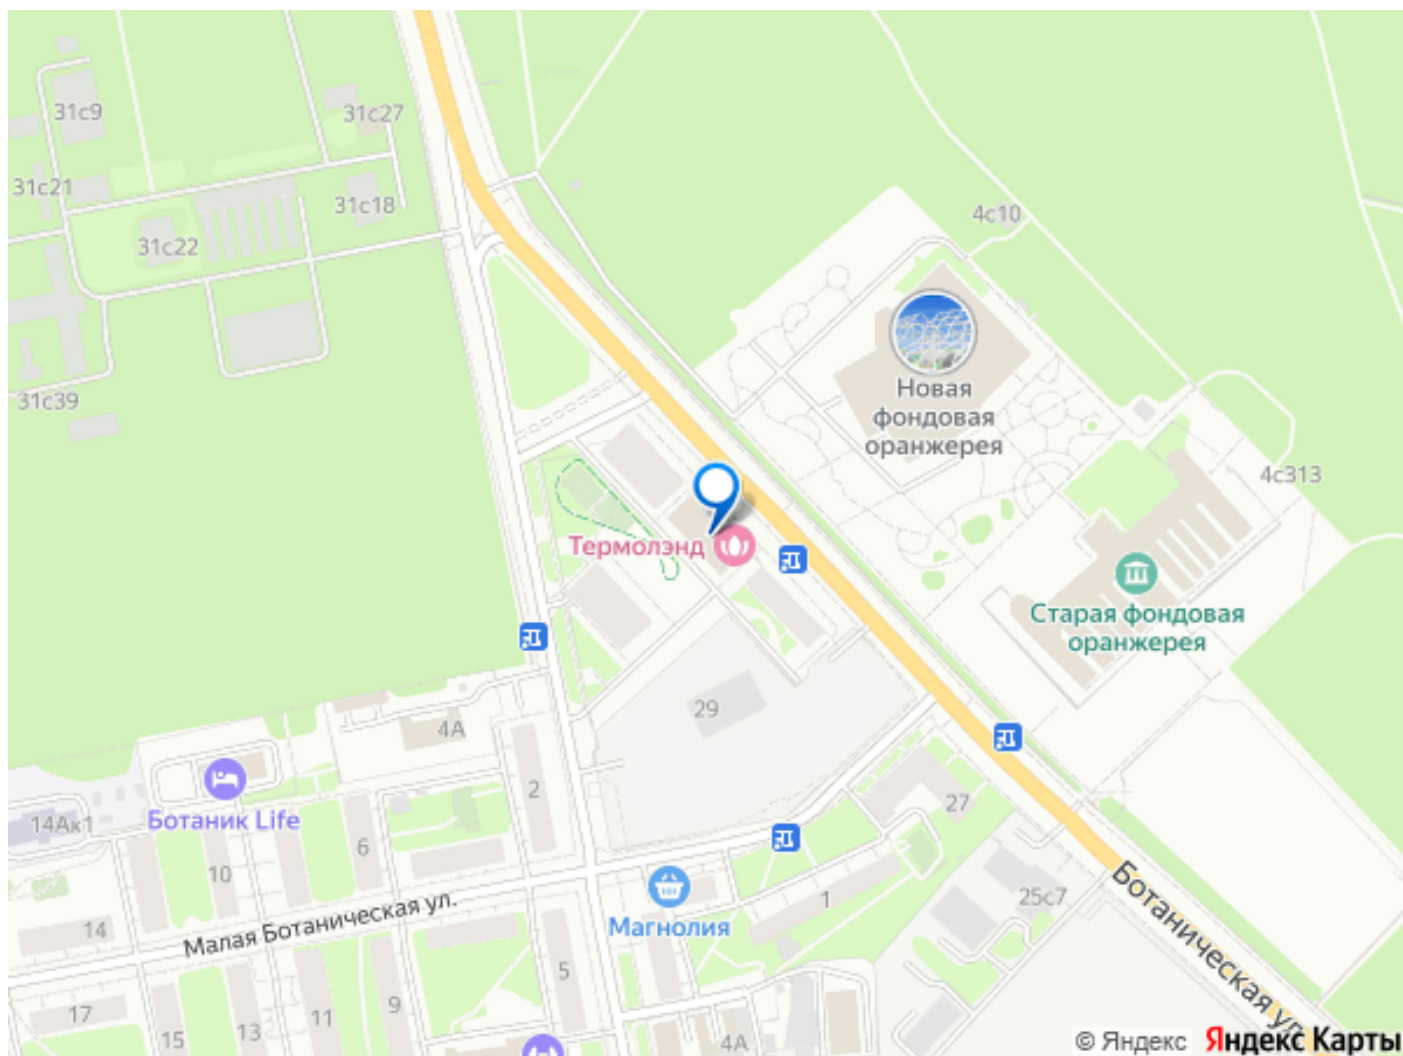 31с9
31с27
31с21
31с18
4с10
31с22
31с39
Новая
фондовая
оранжерея
4с313
Термолэнд
Старая фондовая
оранжерея
29
4А
2
27
Ботаник Life
14Ак1
6
10
Магнолия
1
25с7
Малая Ботаническая ул.
14
Ботаническая ул.
5
9
11
13
15
17
4А
© Яндекс Яндекс Карты